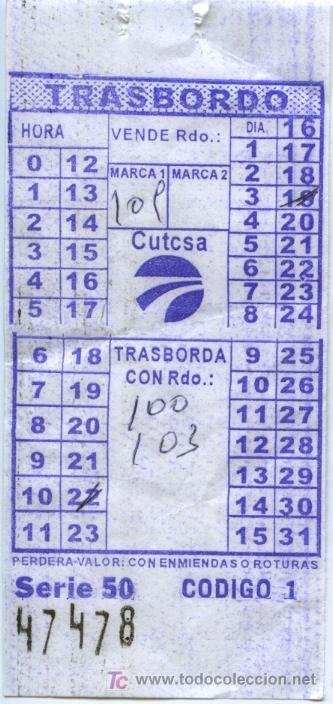 TRASBORDO
HORA VENDE Rdo.: DIA 16
0 12 1 17
1 13 MARCA 1 MARCA 2 2 18
2 14 109 3 19
3 15 Cutcsa 4 20
4 16 5 21
5 17 6 22
7 23
8 24
6 18 TRASBORDA 9 25
7 19 CON Rdo.: 10 26
8 20 100 11 27
9 21 103 12 28
10 22 13 29
11 23 14 30
15 31
PERDERA-VALOR: CON ENMIENDAS O ROTURAS
Serie 50 CODIGO 1
47478
TC www.todocoleccion.net